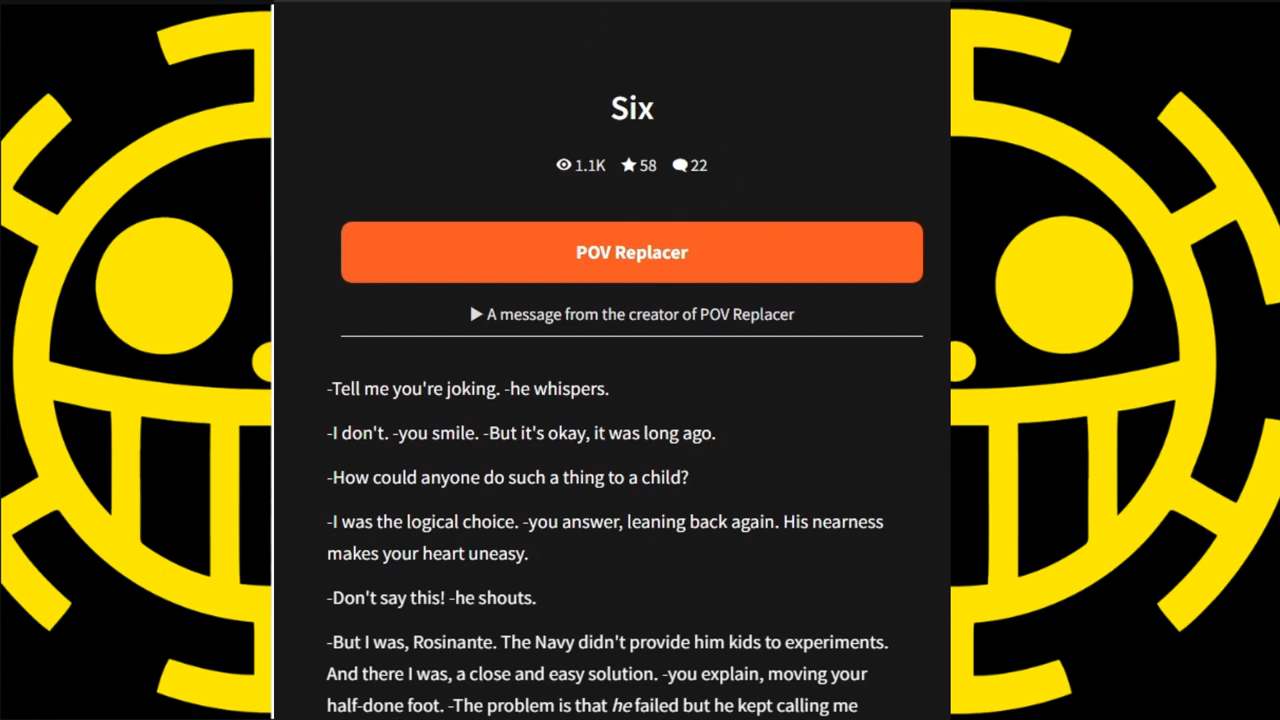 Six
1.1K 58 22
POV Replacer
▶ A message from the creator of POV Replacer
-Tell me you're joking. -he whispers.
-I don't. -you smile. -But it's okay, it was long ago.
-How could anyone do such a thing to a child?
-I was the logical choice. -you answer, leaning back again. His nearness
makes your heart uneasy.
-Don't say this! -he shouts.
-But I was, Rosinante. The Navy didn't provide him kids to experiments.
And there I was, a close and easy solution. -you explain, moving your
half-done foot. -The problem is that he failed but he kept calling me